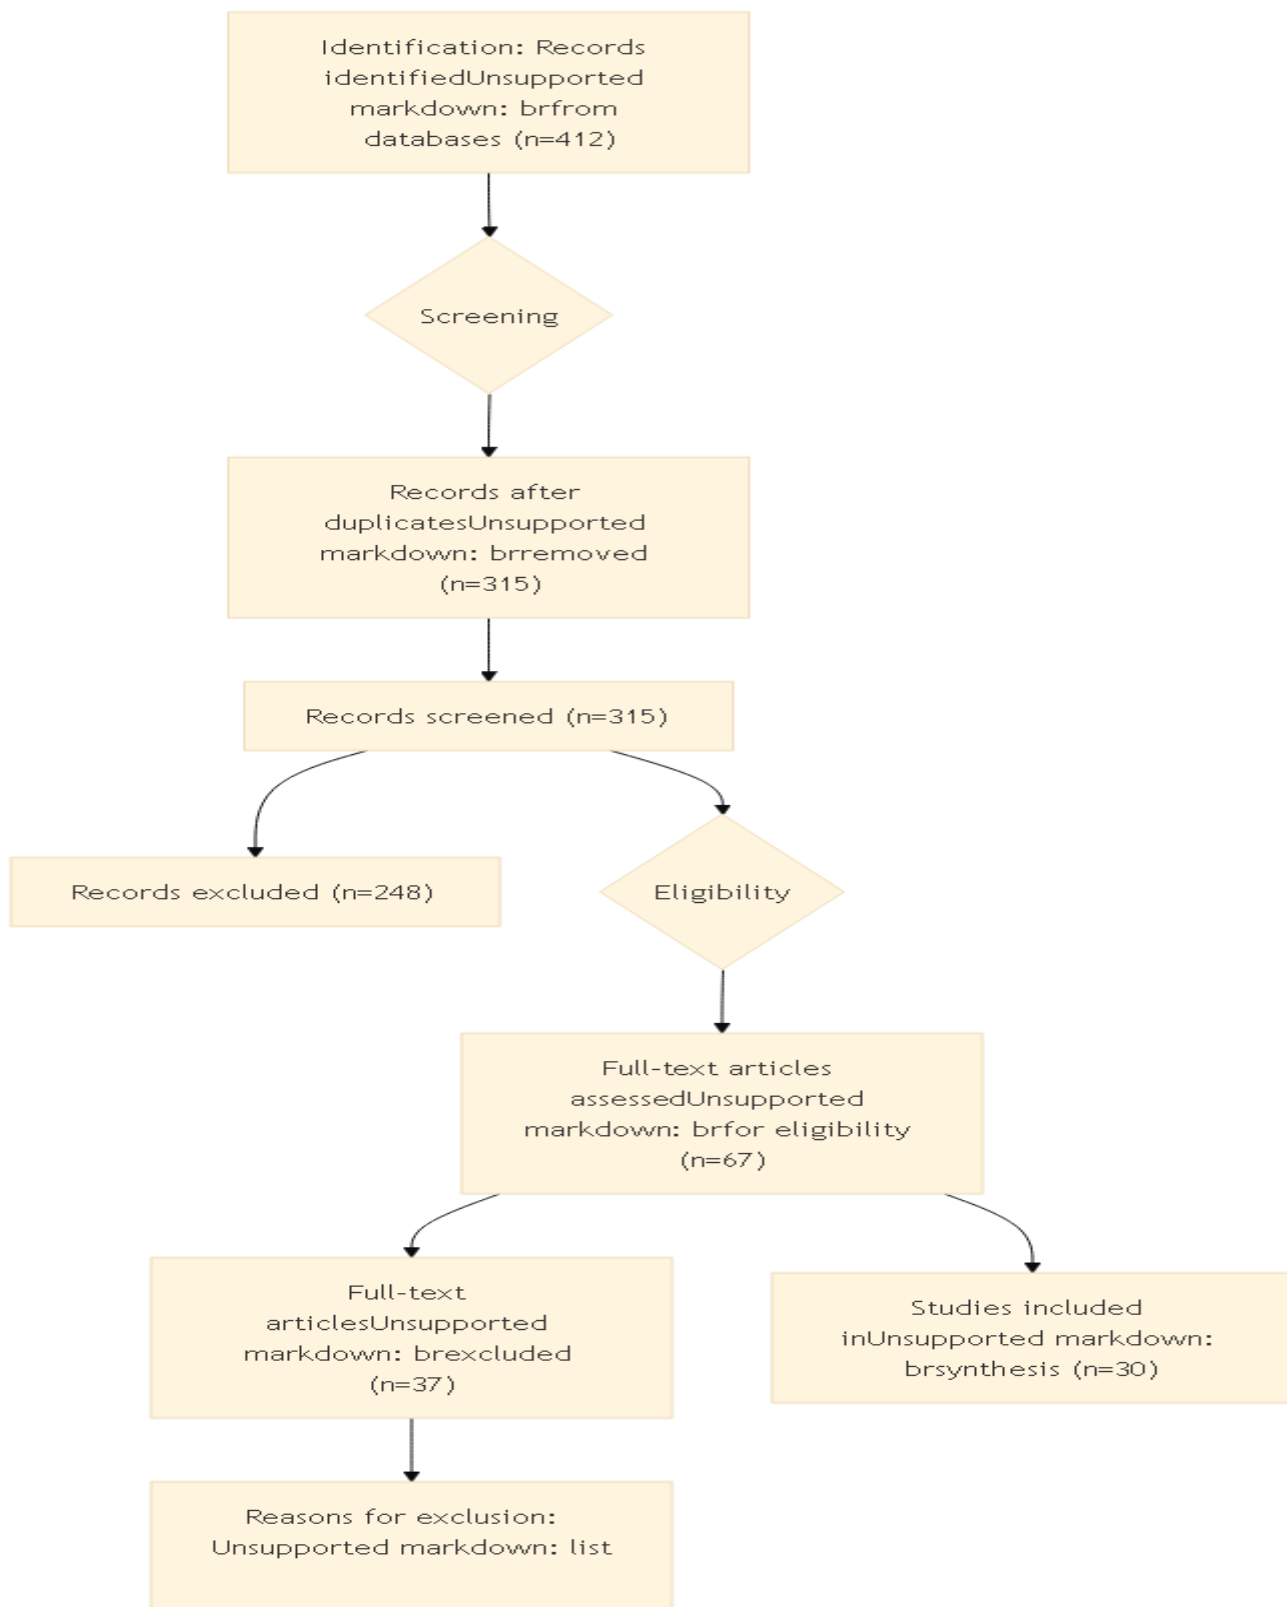 Identification: Records
identifiedUnsupported
markdown: brfrom
databases (n=412)
Screening
Records after
duplicatesUnsupported
markdown: brremoved
(n=315)
Records screened (n=315)
Records excluded (n=248)
Eligibility
Full-text articles
assessedUnsupported
markdown: brfor eligibility
(n=67)
Full-text
articlesUnsupported
markdown: brexcluded
(n=37)
Studies included
inUnsupported markdown:
brsynthesis (n=30)
Reasons for exclusion:
Unsupported markdown: list